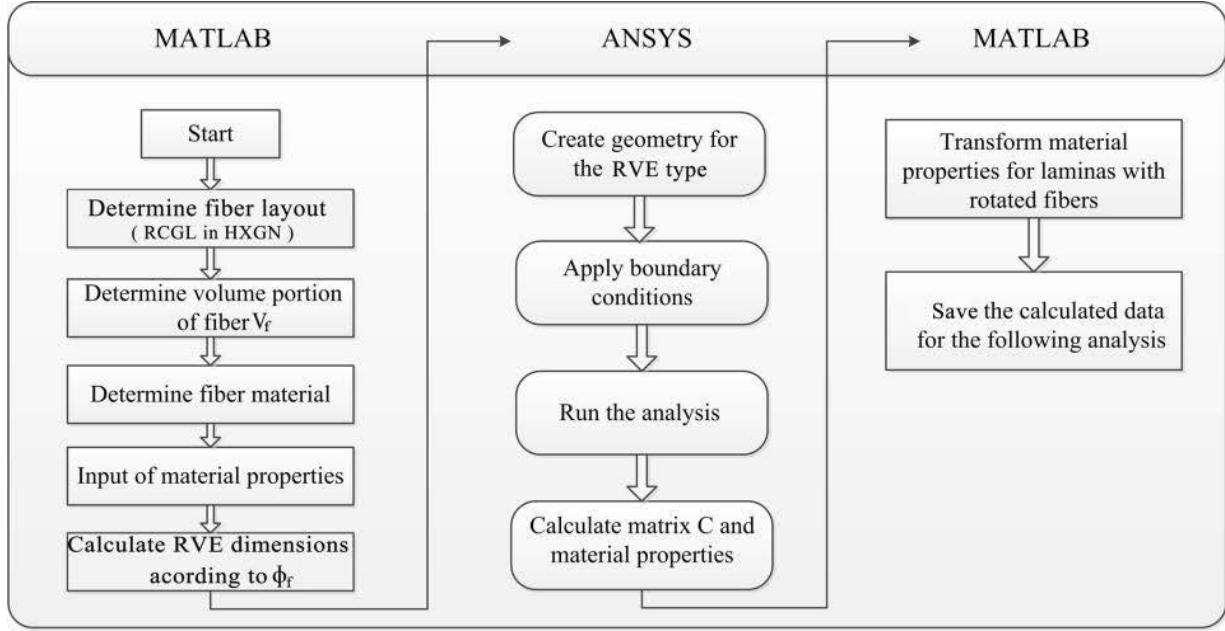 MATLAB
ANSYS
MATLAB
Start
Determine fiber layout
( RCGL in HXGN )
Determine volume portion
of fiber V_f
Determine fiber material
Input of material properties
Calculate RVE dimensions
acording to ϕ_f
Create geometry for
the RVE type
Apply boundary
conditions
Run the analysis
Calculate matrix C and
material properties
Transform material
properties for laminas with
rotated fibers
Save the calculated data
for the following analysis